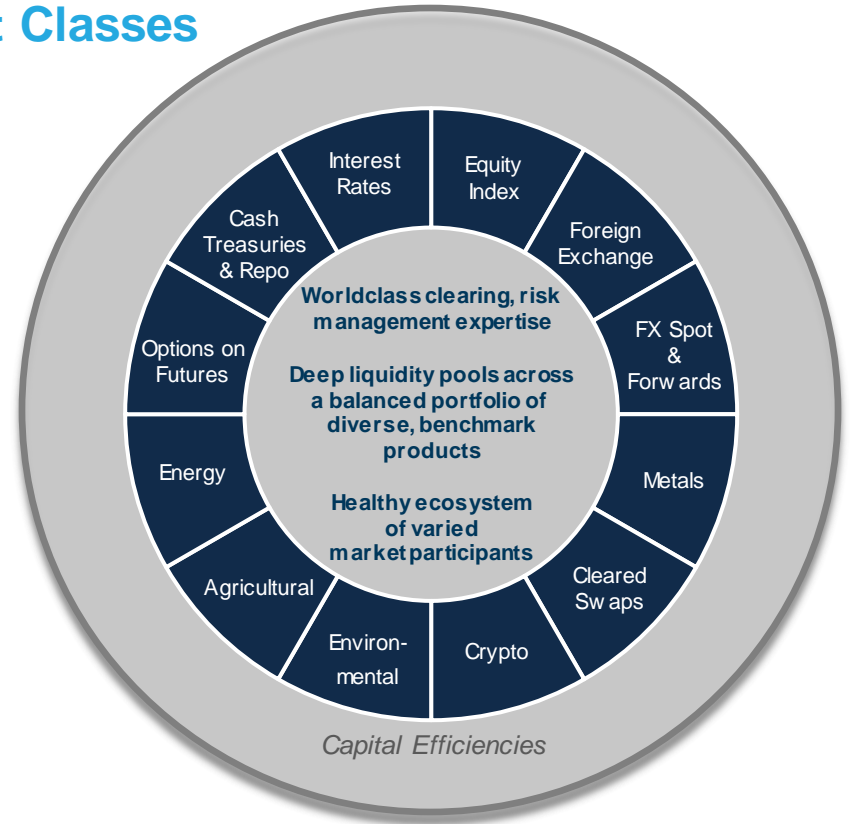 t Classes
Interest
Rates
Equity
Index
Foreign
Exchange
FX Spot
&
Forwards
Metals
Cleared
Swaps
Crypto
Environ-
mental
Agricultural
Energy
Options on
Futures
Cash
Treasuries
& Repo
Worldclass clearing, risk
management expertise
Deep liquidity pools across
a balanced portfolio of
diverse, benchmark
products
Healthy ecosystem
of varied
market participants
Capital Efficiencies